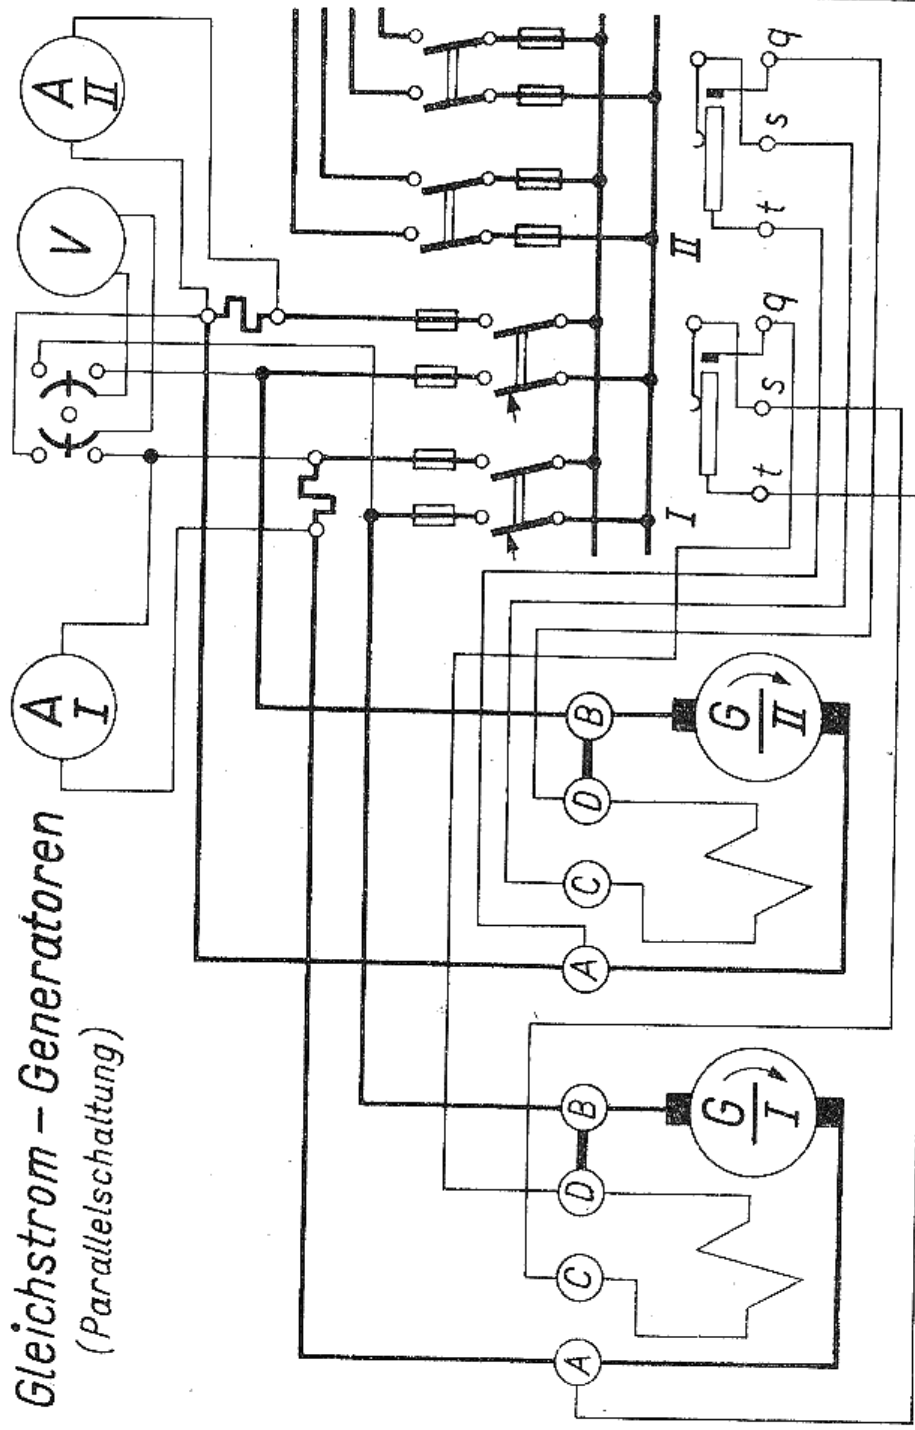 Gleichstrom – Generatoren
(Parallelschaltung)
A
I
V
A
II
A C D B A C D B
I II
G
I
G
II
t s q t s q